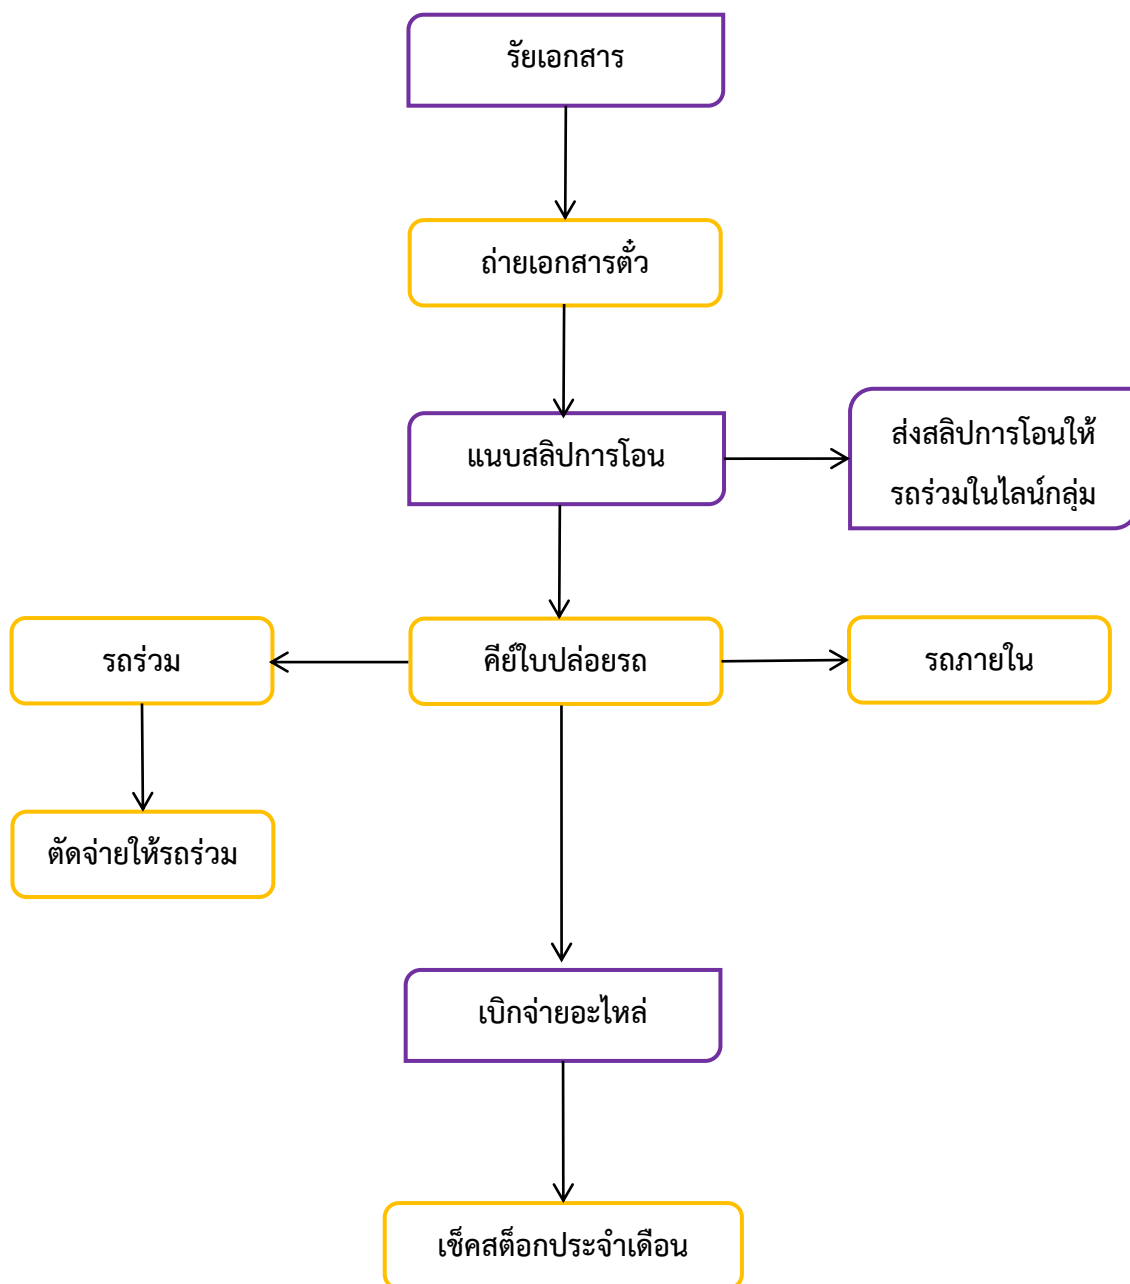 รัยเอกสาร
ถ่ายเอกสารตั๋ว
แนบสลิปการโอน
ส่งสลิปการโอนให้
รถร่วมในไลน์กลุ่ม
รถร่วม
คีย์ใบปล่อยรถ
รถภายใน
ตัดจ่ายให้รถร่วม
เบิกจ่ายอะไหล่
เช็คสต็อกประจำเดือน